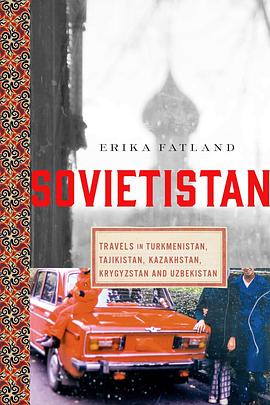 ERIKA FATLAND
SOVIETISTAN
TRAVELS IN TURKMENISTAN,
TAJIKISTAN, KAZAKHSTAN,
KRYGYZSTAN AND UZBEKISTAN